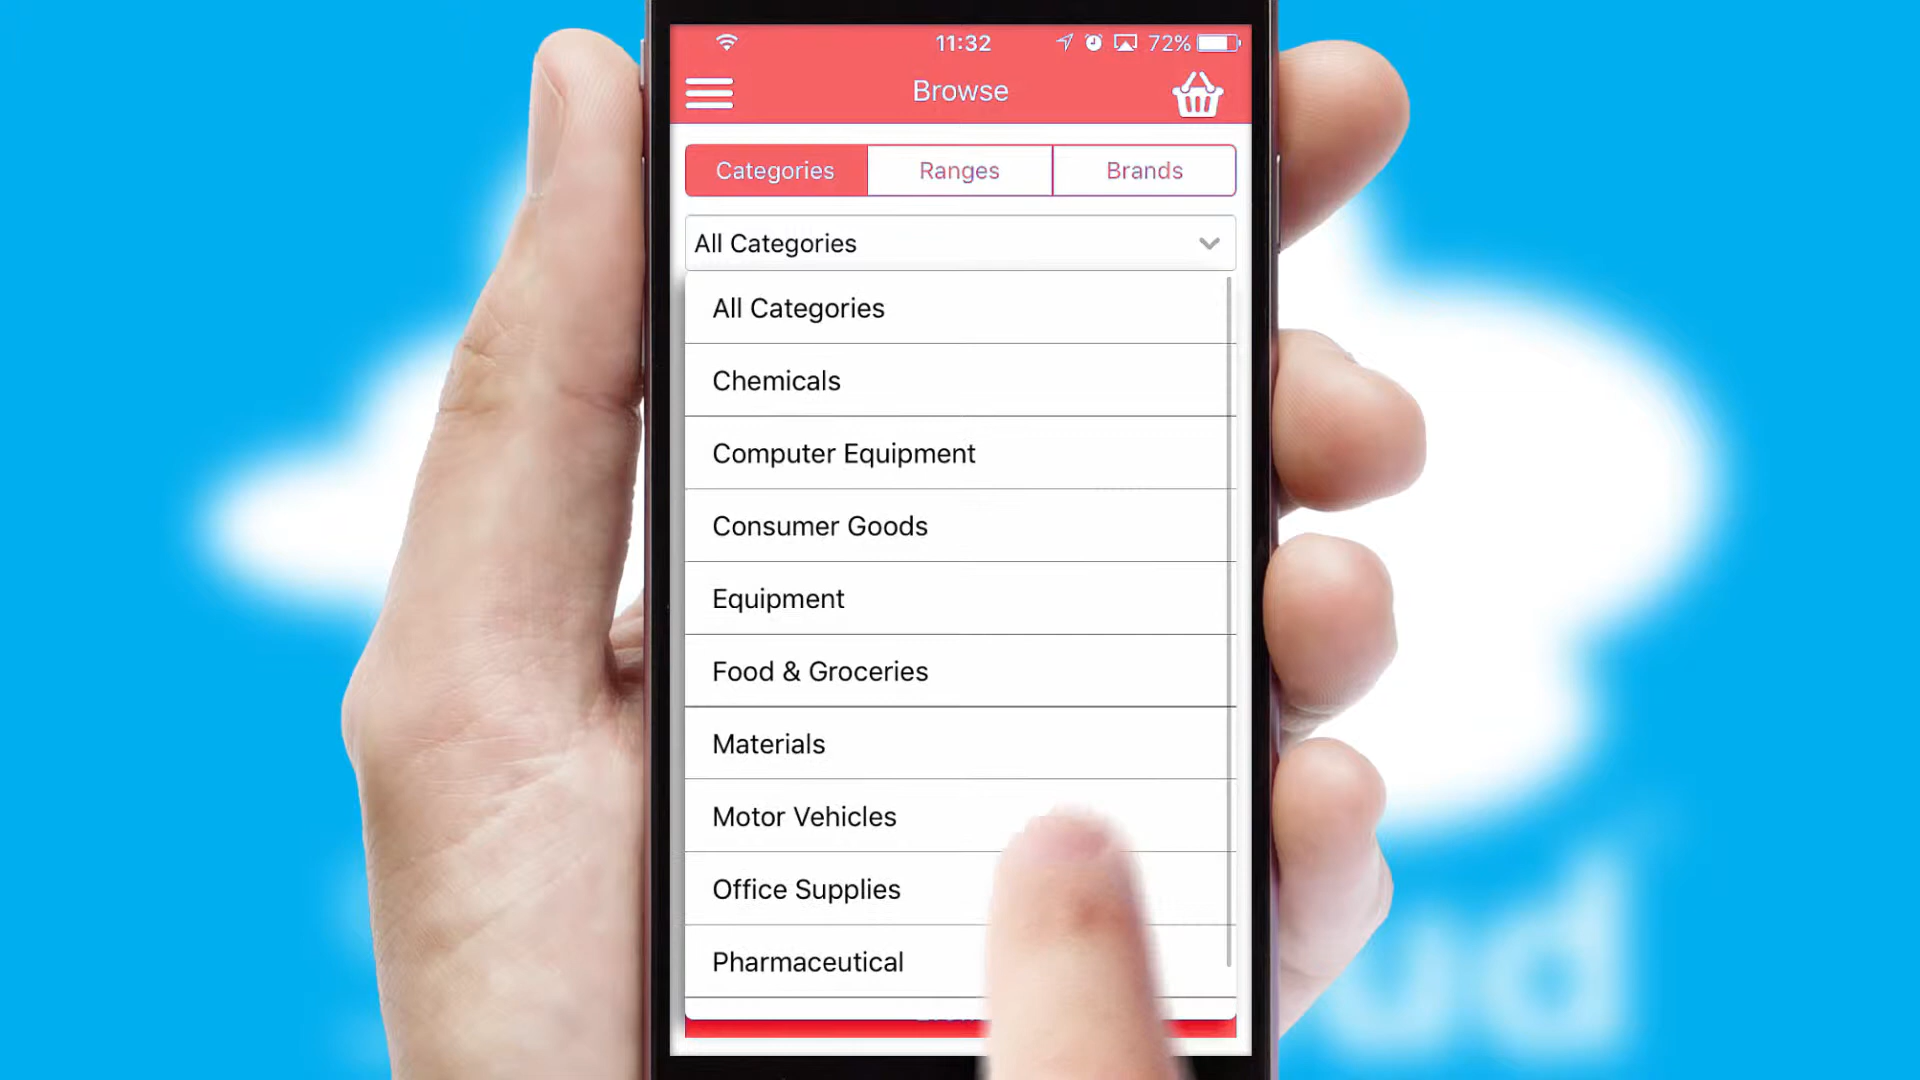 11:32
72%
Browse
Categories
Ranges
Brands
All Categories
All Categories
Chemicals
Computer Equipment
Consumer Goods
Equipment
Food & Groceries
Materials
Motor Vehicles
Office Supplies
Pharmaceutical